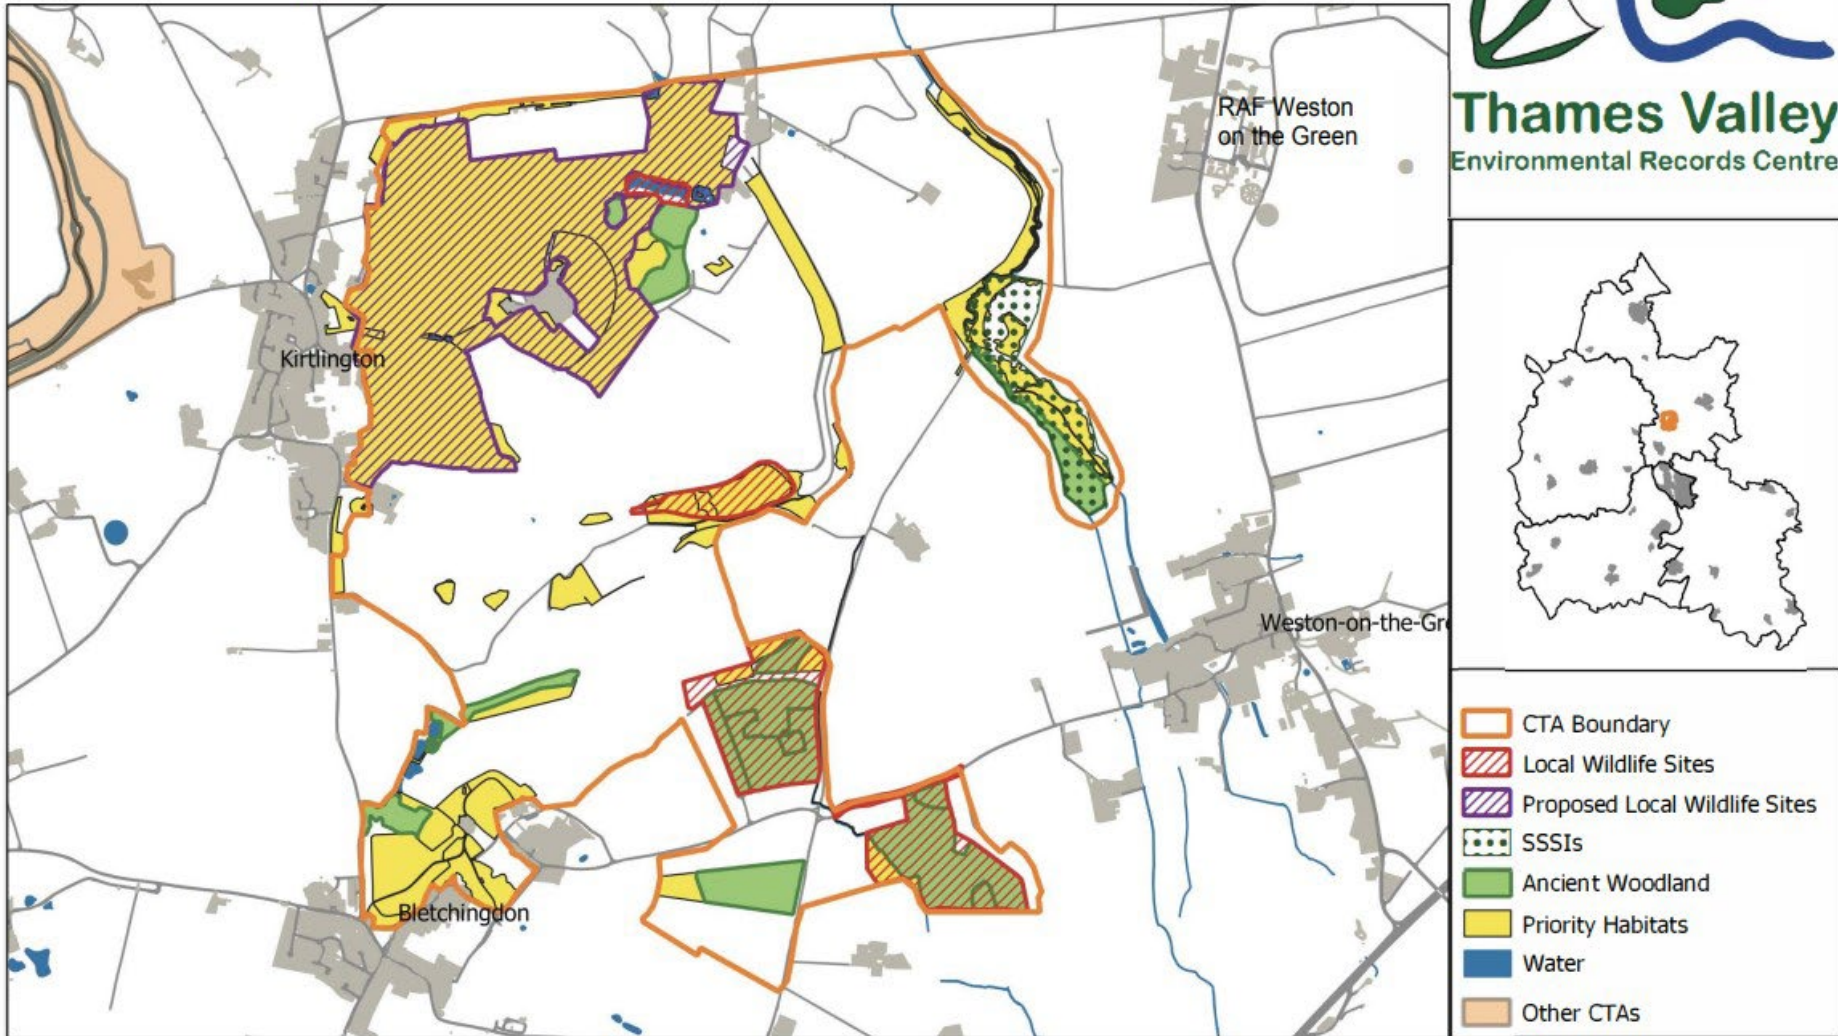 RAF Weston
on the Green
Kirtlington
Weston-on-the-Gre
Bletchingdon
Thames Valley
Environmental Records Centre
CTA Boundary
Local Wildlife Sites
Proposed Local Wildlife Sites
SSSIs
Ancient Woodland
Priority Habitats
Water
Other CTAs